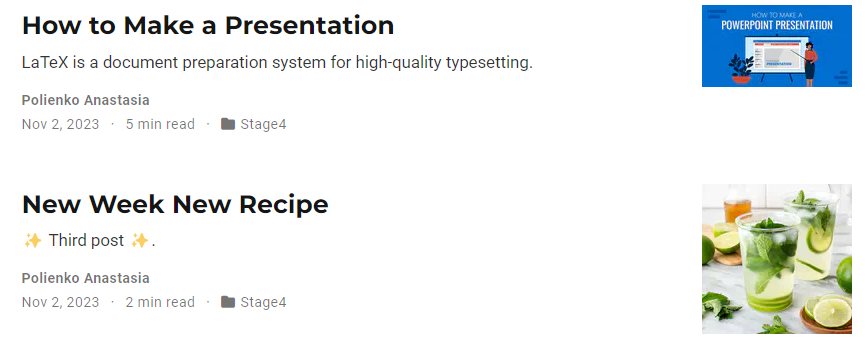 How to Make a Presentation
LaTeX is a document preparation system for high-quality typesetting.
Polienko Anastasia
Nov 2, 2023 · 5 min read · Stage4
HOW TO MAKE A
POWERPOINT PRESENTATION
PRESENTATION
New Week New Recipe
✨ Third post ✨.
Polienko Anastasia
Nov 2, 2023 · 2 min read · Stage4